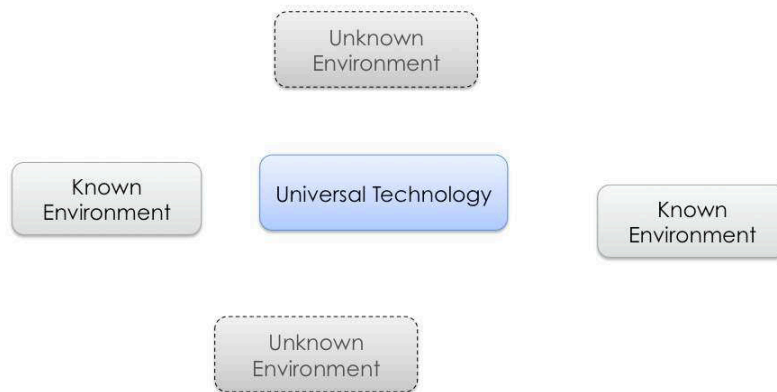 Unknown
Environment
Known
Environment
Universal Technology
Known
Environment
Unknown
Environment